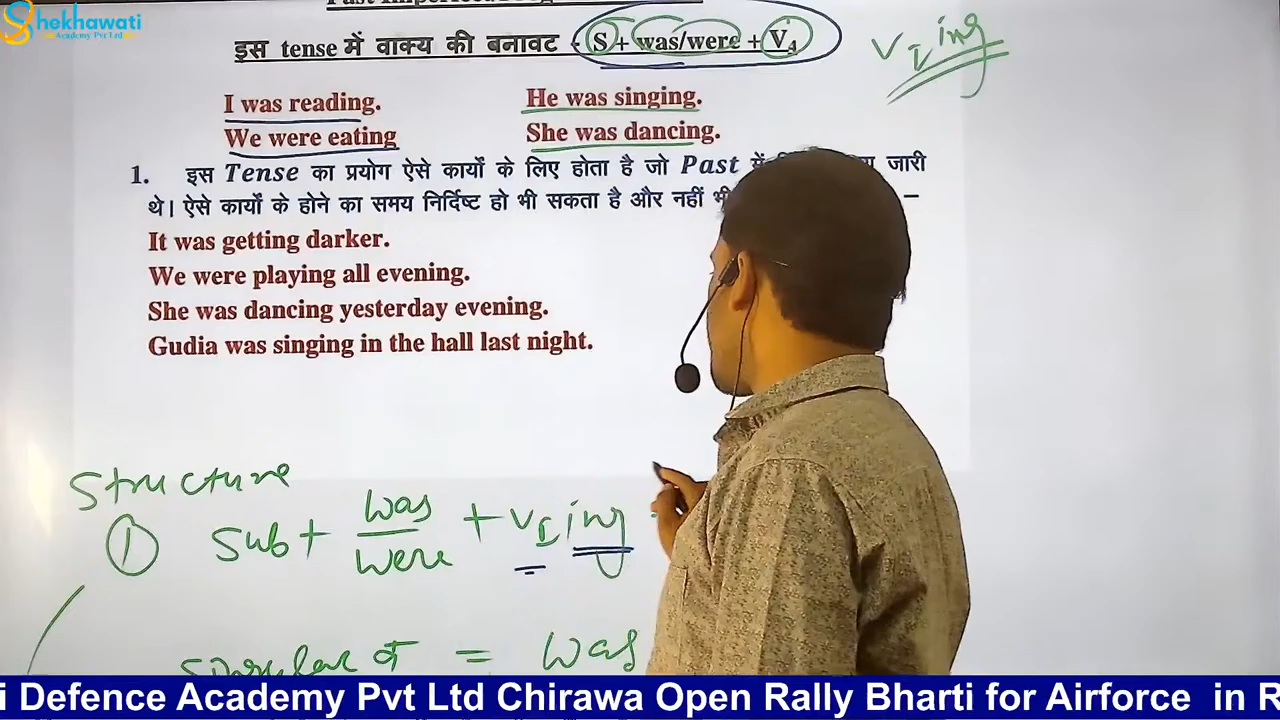 Shekhawati
Academy Pvt Ltd
इस tense में वाक्य की बनावट - S + was/were + V4
V I ing
I was reading. He was singing.
We were eating She was dancing.
1. इस Tense का प्रयोग ऐसे कार्यों के लिए होता है जो Past में जारी
थे। ऐसे कार्यों के होने का समय निर्दिष्ट हो भी सकता है और नहीं भी –
It was getting darker.
We were playing all evening.
She was dancing yesterday evening.
Gudia was singing in the hall last night.
Structure
① Sub + was/were + V I ing
= was
i Defence Academy Pvt Ltd Chirawa Open Rally Bharti for Airforce in R